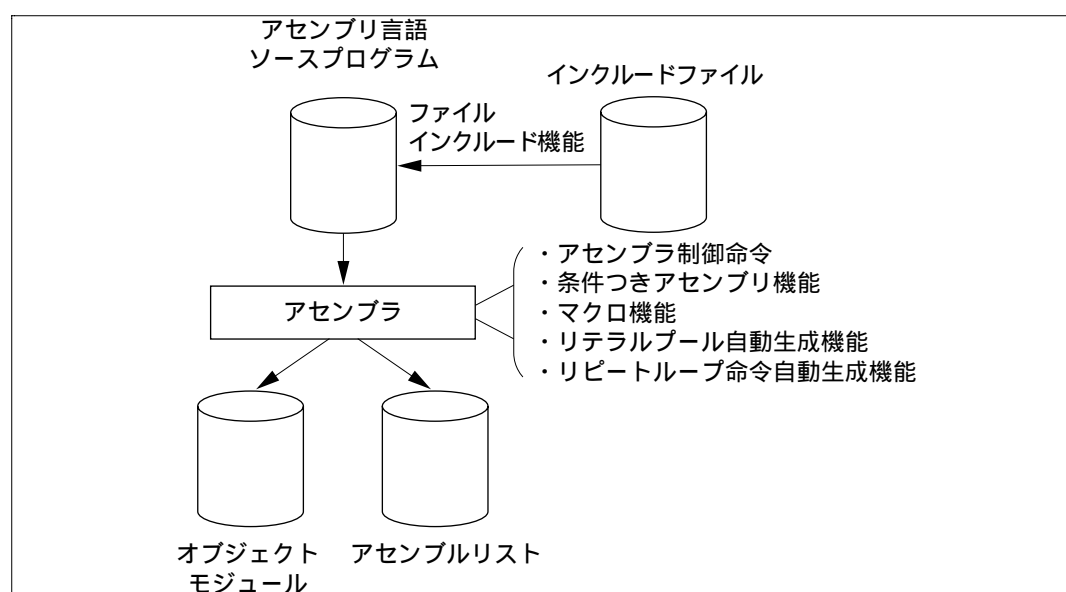 アセンブリ言語
ソースプログラム
インクルードファイル
ファイル
インクルード機能
・アセンブラ制御命令
・条件つきアセンブリ機能
・マクロ機能
・リテラルプール自動生成機能
・リピートループ命令自動生成機能
アセンブラ
オブジェクト
モジュール
アセンブルリスト